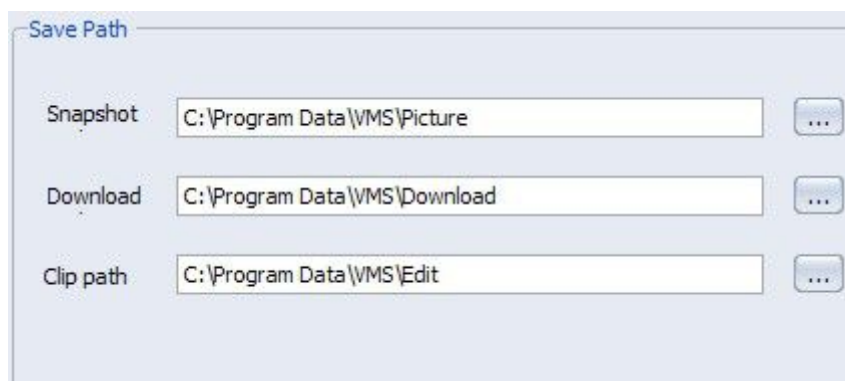 Save Path
Snapshot C:\Program Data\VMS\Picture ...
Download C:\Program Data\VMS\Download ...
Clip path C:\Program Data\VMS\Edit ...